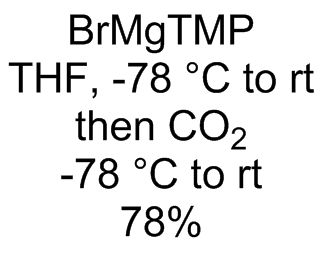 BrMgTMP
THF, -78 °C to rt
then CO₂
-78 °C to rt
78%